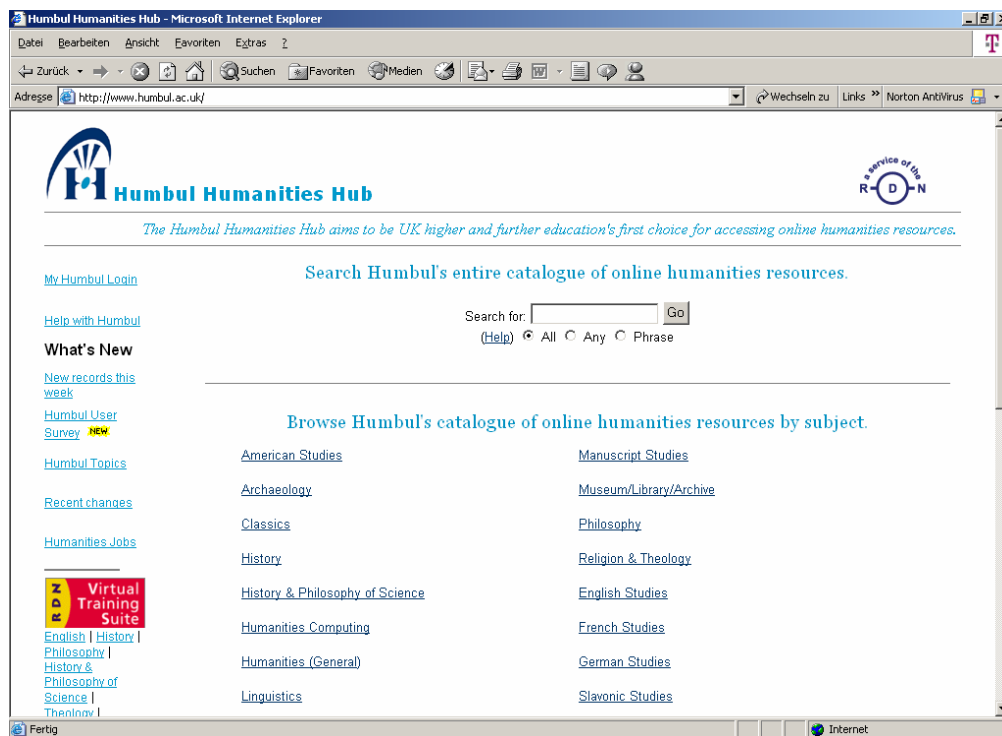 Humbul Humanities Hub - Microsoft Internet Explorer
Datei Bearbeiten Ansicht Favoriten Extras ?
Zurück Suchen Favoriten Medien
Adresse http://www.humbul.ac.uk/ Wechseln zu Links » Norton AntiVirus
Humbul Humanities Hub
a service of the
R D N
The Humbul Humanities Hub aims to be UK higher and further education's first choice for accessing online humanities resources.
My Humbul Login
Help with Humbul
What's New
New records this
week
Humbul User
Survey NEW
Humbul Topics
Recent changes
Humanities Jobs
RDN Virtual
Training
Suite
English | History |
Philosophy |
History &
Philosophy of
Science |
Theology |
Search Humbul's entire catalogue of online humanities resources.
Search for: Go
(Help) All Any Phrase
Browse Humbul's catalogue of online humanities resources by subject.
American Studies Manuscript Studies
Archaeology Museum/Library/Archive
Classics Philosophy
History Religion & Theology
History & Philosophy of Science English Studies
Humanities Computing French Studies
Humanities (General) German Studies
Linguistics Slavonic Studies
Fertig Internet